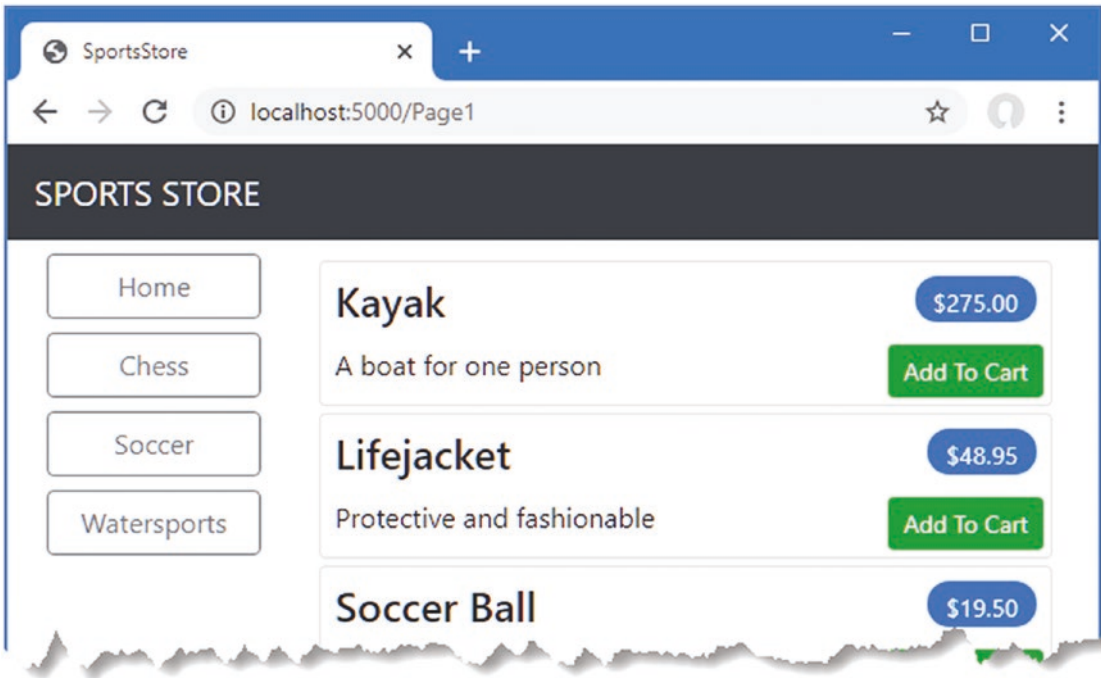 SportsStore
localhost:5000/Page1
SPORTS STORE
Home
Chess
Soccer
Watersports
Kayak
$275.00
A boat for one person
Add To Cart
Lifejacket
$48.95
Protective and fashionable
Add To Cart
Soccer Ball
$19.50